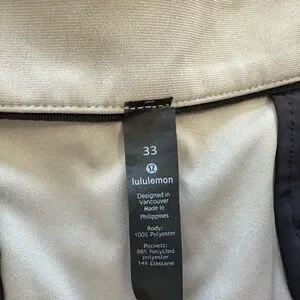 33
lululemon
Designed in
Vancouver
Made in
Philippines
Body:
100% Polyester
Pockets:
86% Recycled
polyester
14% Elastane